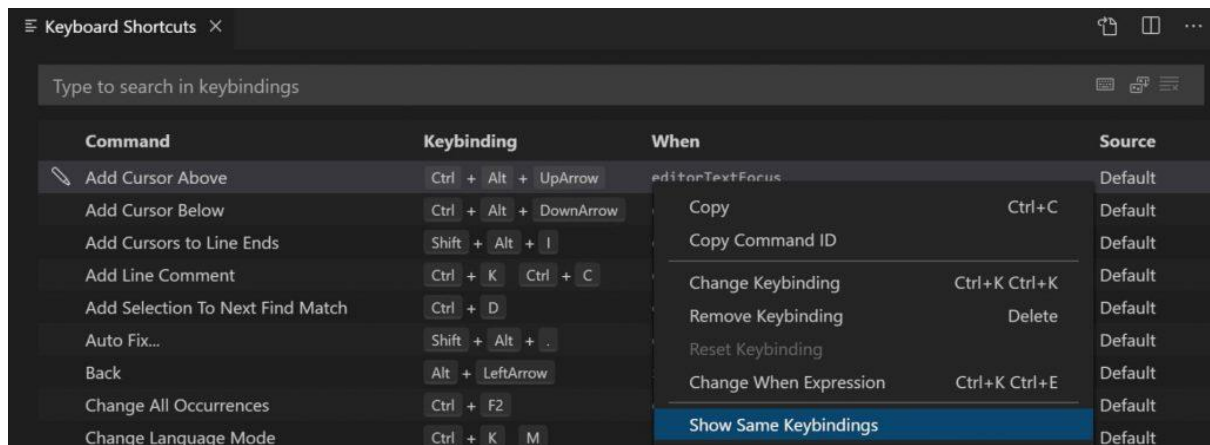 Keyboard Shortcuts
Type to search in keybindings
Command Keybinding When Source
Add Cursor Above Ctrl + Alt + UpArrow editorTextFocus Default
Add Cursor Below Ctrl + Alt + DownArrow Default
Add Cursors to Line Ends Shift + Alt + I Default
Add Line Comment Ctrl + K Ctrl + C Default
Add Selection To Next Find Match Ctrl + D Default
Auto Fix... Shift + Alt + . Default
Back Alt + LeftArrow Default
Change All Occurrences Ctrl + F2 Default
Change Language Mode Ctrl + K M Default
Copy Ctrl+C
Copy Command ID
Change Keybinding Ctrl+K Ctrl+K
Remove Keybinding Delete
Reset Keybinding
Change When Expression Ctrl+K Ctrl+E
Show Same Keybindings